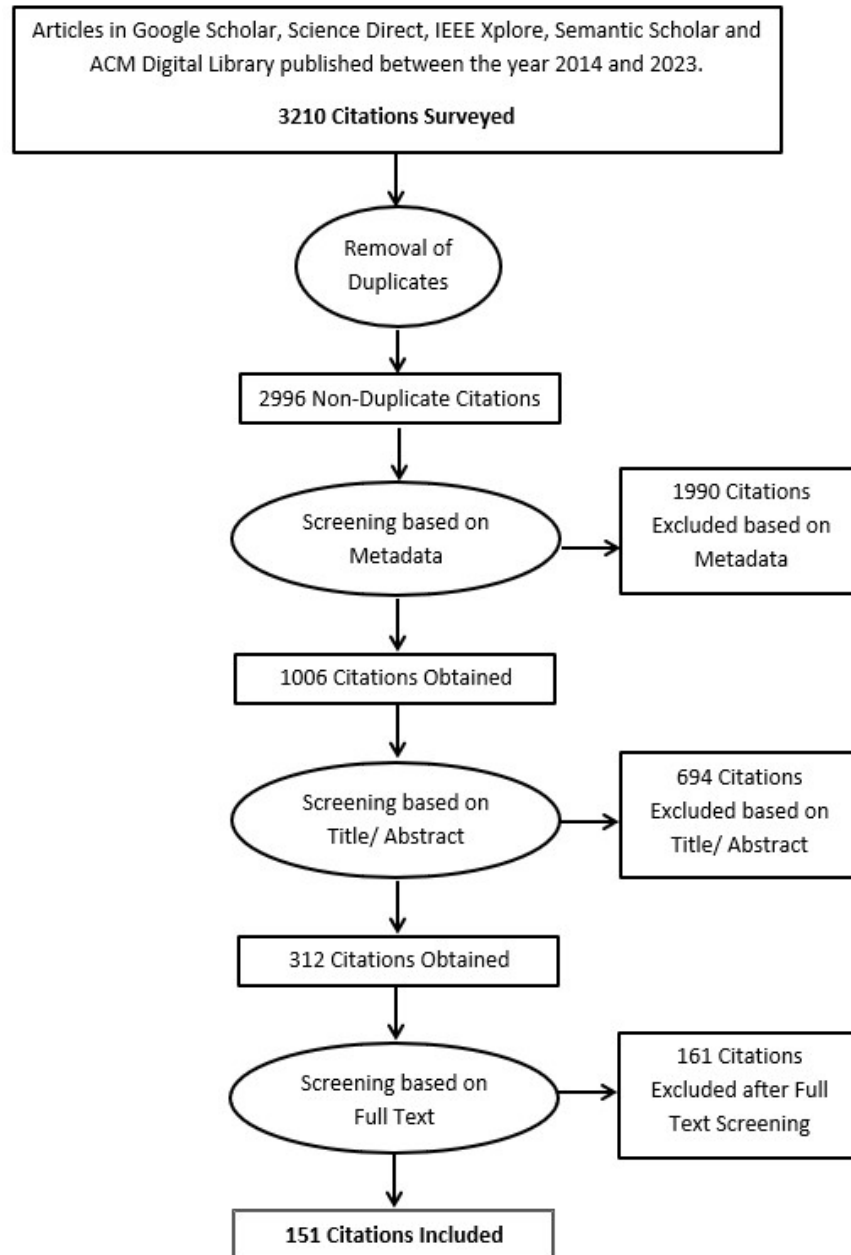 Articles in Google Scholar, Science Direct, IEEE Xplore, Semantic Scholar and
ACM Digital Library published between the year 2014 and 2023.
3210 Citations Surveyed
Removal of
Duplicates
2996 Non-Duplicate Citations
Screening based on
Metadata
1990 Citations
Excluded based on
Metadata
1006 Citations Obtained
Screening based on
Title/ Abstract
694 Citations
Excluded based on
Title/ Abstract
312 Citations Obtained
Screening based on
Full Text
161 Citations
Excluded after Full
Text Screening
151 Citations Included